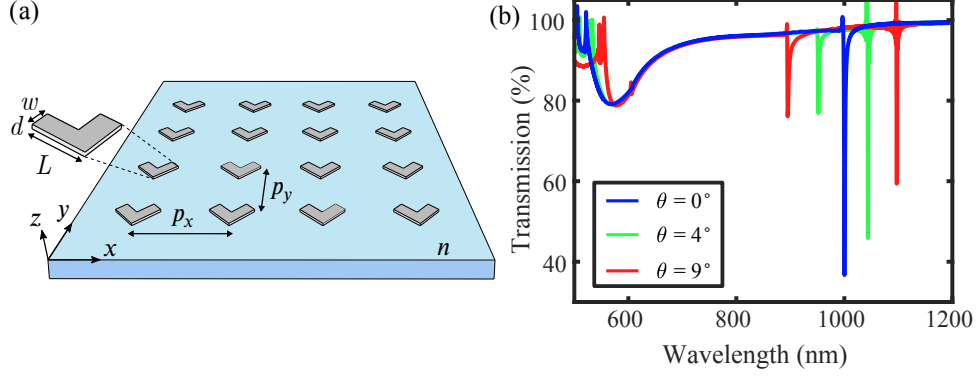 (a)
w
d
L
p_x
p_y
z
y
x
n
(b)
Transmission (%)
100
80
60
40
θ = 0°
θ = 4°
θ = 9°
600
800
1000
1200
Wavelength (nm)